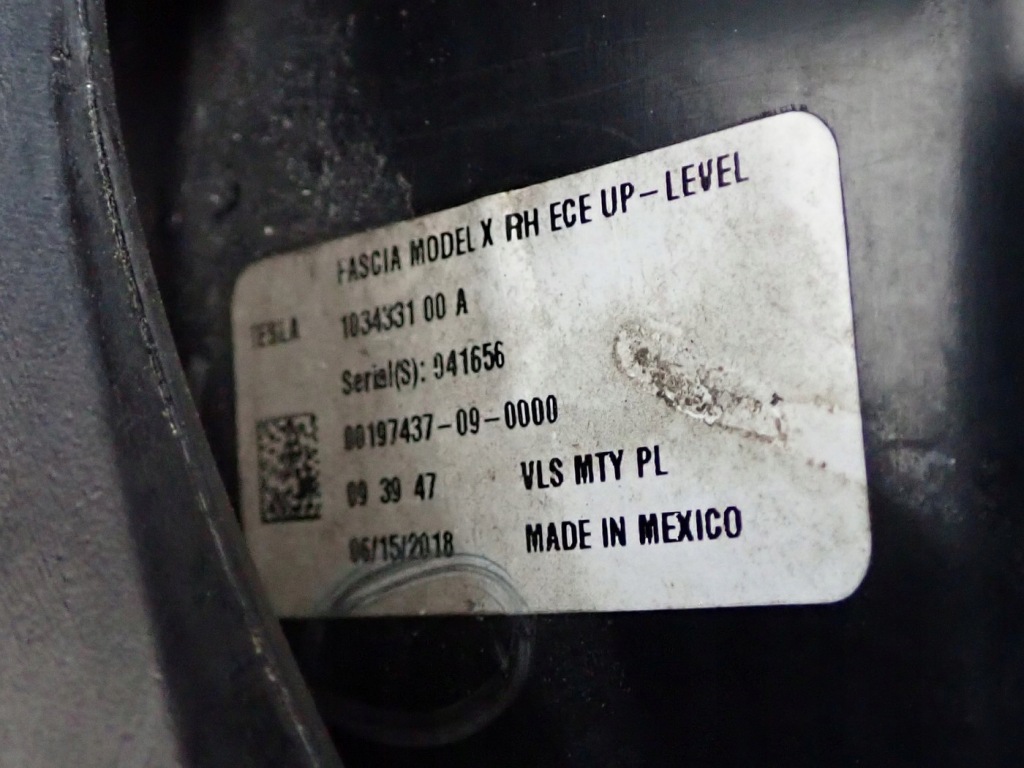 FASCIA MODEL X RH ECE UP-LEVEL
TESLA 1034331 00 A
Serial(S): 041656
00197437-09-0000
09 39 47 VLS MTY PL
06/15/2018 MADE IN MEXICO